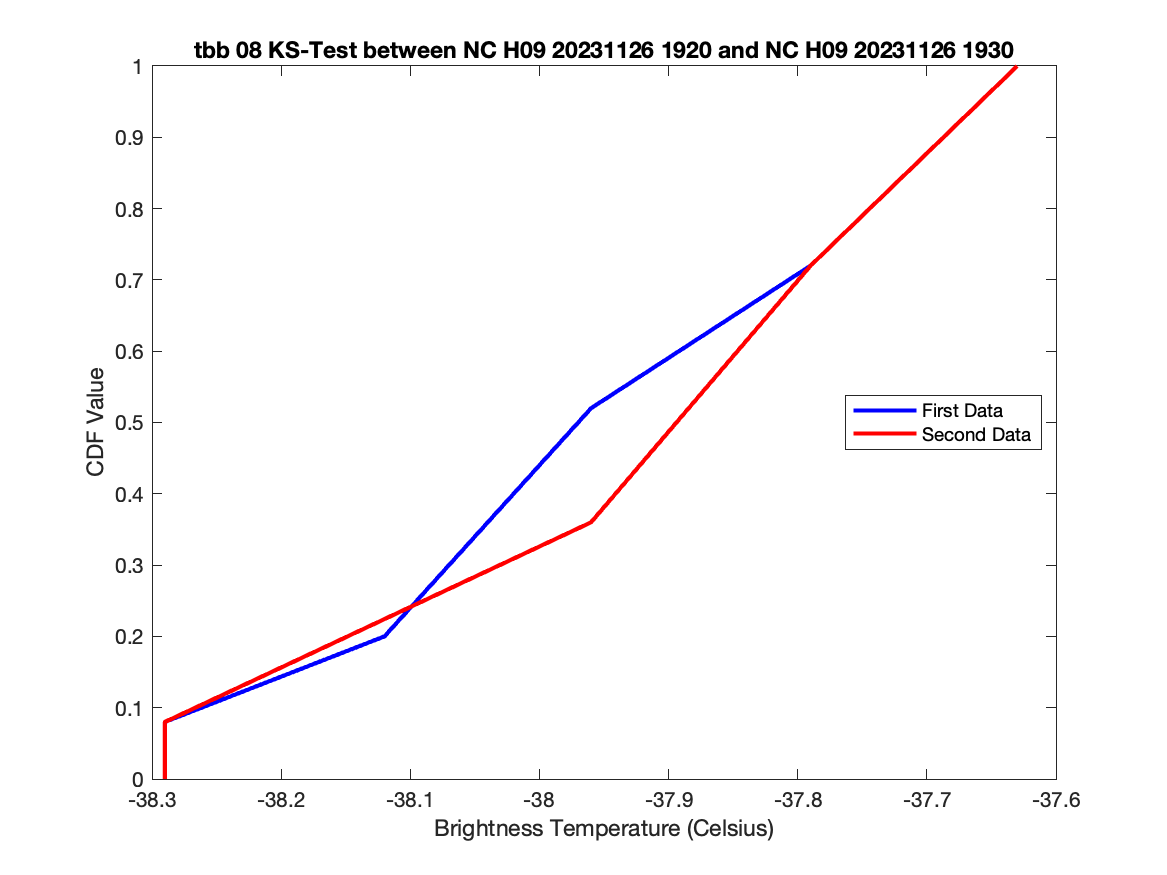 tbb 08 KS-Test between NC H09 20231126 1920 and NC H09 20231126 1930
1
0.9
0.8
0.7
0.6
0.5
0.4
0.3
0.2
0.1
0
CDF Value
First Data
Second Data
-38.3 -38.2 -38.1 -38 -37.9 -37.8 -37.7 -37.6
Brightness Temperature (Celsius)